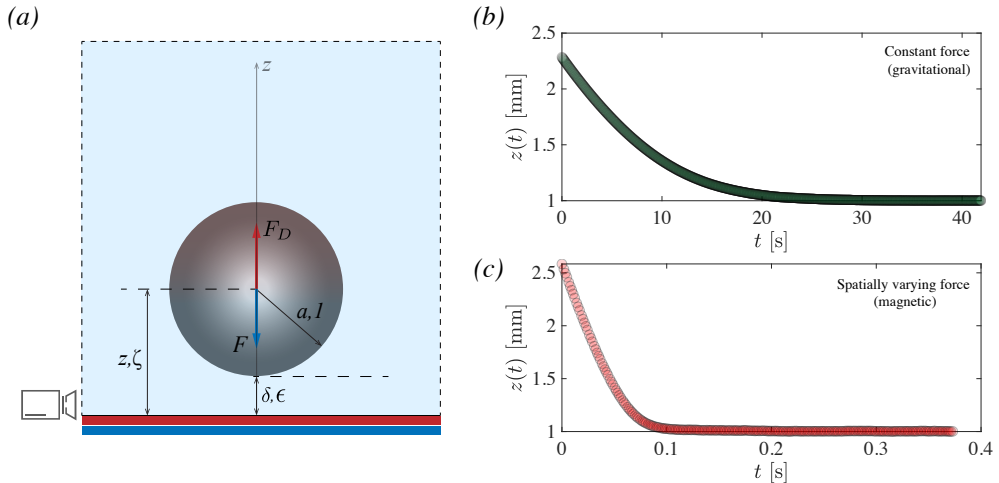 (a)
z
F_D
a,1
F
z,ζ
δ,ϵ
(b)
2.5
2
1.5
1
z(t) [mm]
Constant force
(gravitational)
0
10
20
30
40
t [s]
(c)
2.5
2
1.5
1
z(t) [mm]
Spatially varying force
(magnetic)
0
0.1
0.2
0.3
0.4
t [s]